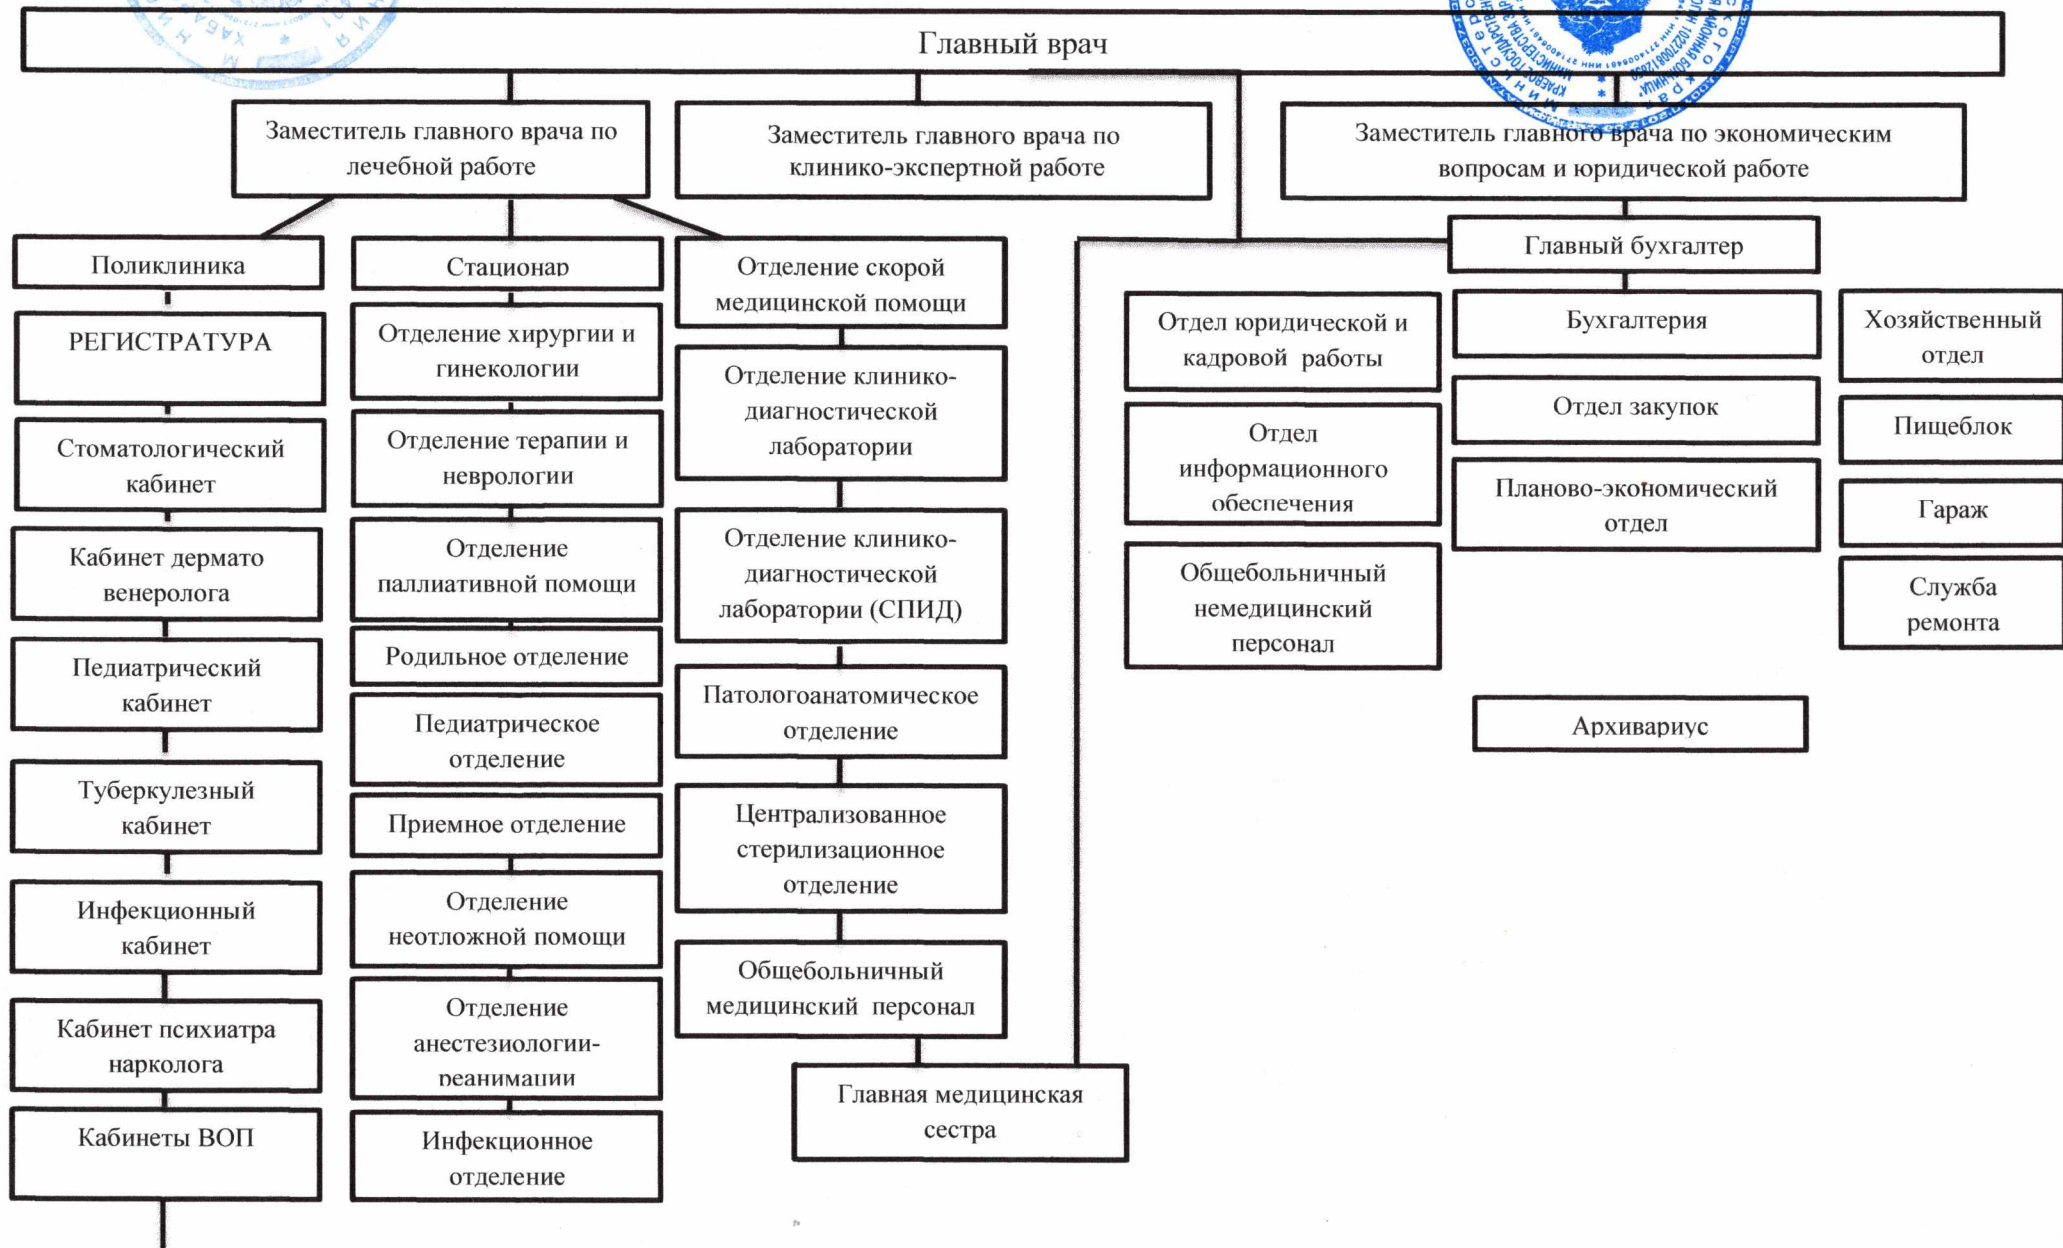 Главный врач
Заместитель главного врача по
лечебной работе
Заместитель главного врача по
клинико-экспертной работе
Заместитель главного врача по экономическим
вопросам и юридической работе
Поликлиника
РЕГИСТРАТУРА
Стоматологический
кабинет
Кабинет дермато
венеролога
Педиатрический
кабинет
Туберкулезный
кабинет
Инфекционный
кабинет
Кабинет психиатра
нарколога
Кабинеты ВОП
Стационар
Отделение хирургии и
гинекологии
Отделение терапии и
неврологии
Отделение
паллиативной помощи
Родильное отделение
Педиатрическое
отделение
Приемное отделение
Отделение
неотложной помощи
Отделение
анестезиологии-
реанимации
Инфекционное
отделение
Отделение скорой
медицинской помощи
Отделение клинико-
диагностической
лаборатории
Отделение клинико-
диагностической
лаборатории (СПИД)
Патологоанатомическое
отделение
Централизованное
стерилизационное
отделение
Общебольничный
медицинский персонал
Главная медицинская
сестра
Главный бухгалтер
Отдел юридической и
кадровой работы
Отдел
информационного
обеспечения
Общебольничный
немедицинский
персонал
Бухгалтерия
Отдел закупок
Планово-экономический
отдел
Архивариус
Хозяйственный
отдел
Пищеблок
Гараж
Служба
ремонта